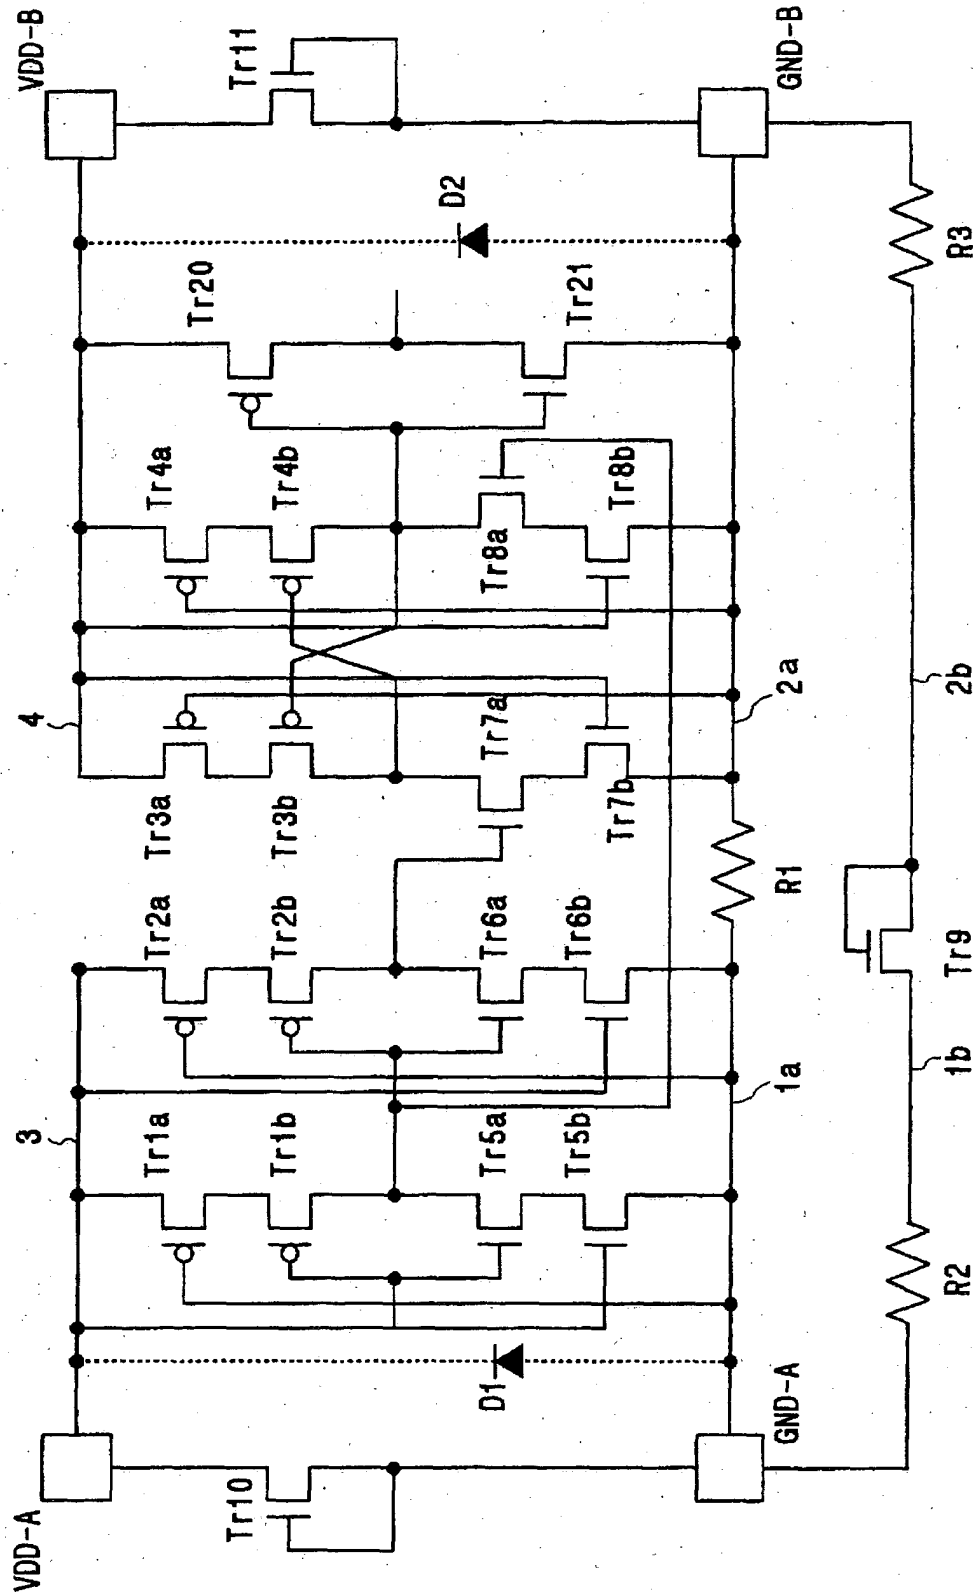 VDD-A
3
4
VDD-B
Tr10
Tr1a
Tr2a
Tr3a
Tr4a
Tr20
Tr11
Tr1b
Tr2b
Tr3b
Tr4b
D1
D2
Tr5a
Tr6a
Tr7a
Tr8a
Tr21
Tr5b
Tr6b
Tr7b
Tr8b
GND-A
1a
R1
2a
GND-B
R2
1b
Tr9
2b
R3